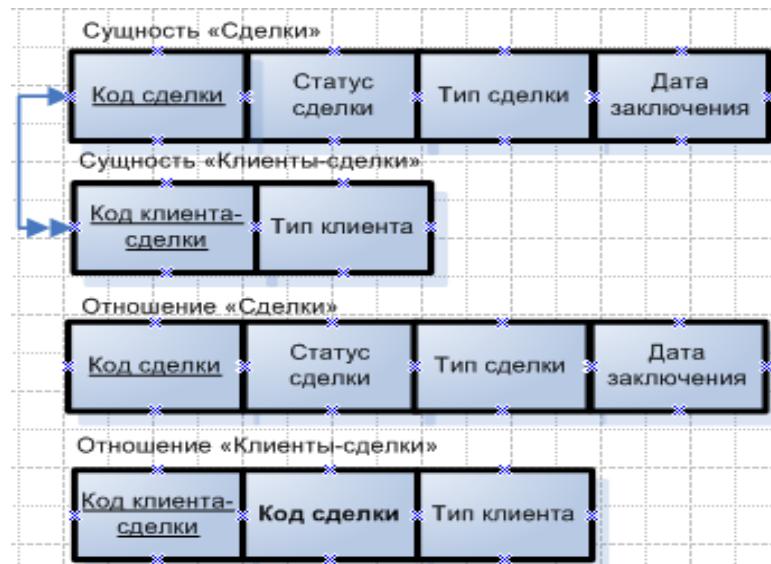 Сущность «Сделки»
Код сделки
Статус
сделки
Тип сделки
Дата
заключения
Сущность «Клиенты-сделки»
Код клиента-
сделки
Тип клиента
Отношение «Сделки»
Код сделки
Статус
сделки
Тип сделки
Дата
заключения
Отношение «Клиенты-сделки»
Код клиента-
сделки
Код сделки
Тип клиента